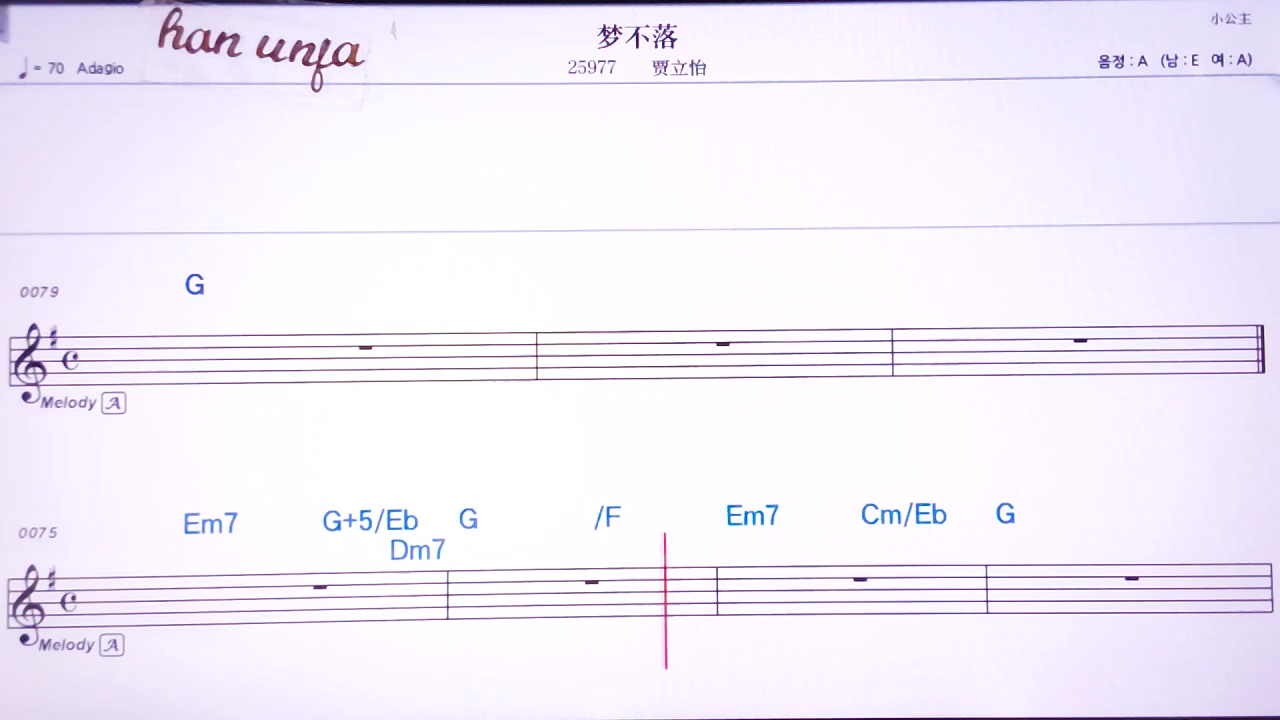 han unfa
梦不落
小公主
♩ = 70 Adagio
25977 贾立怡
음정 : A (남 : E 여 : A)
0079
G
Melody A
0075
Em7 G+5/Eb G /F Em7 Cm/Eb G
Dm7
Melody A